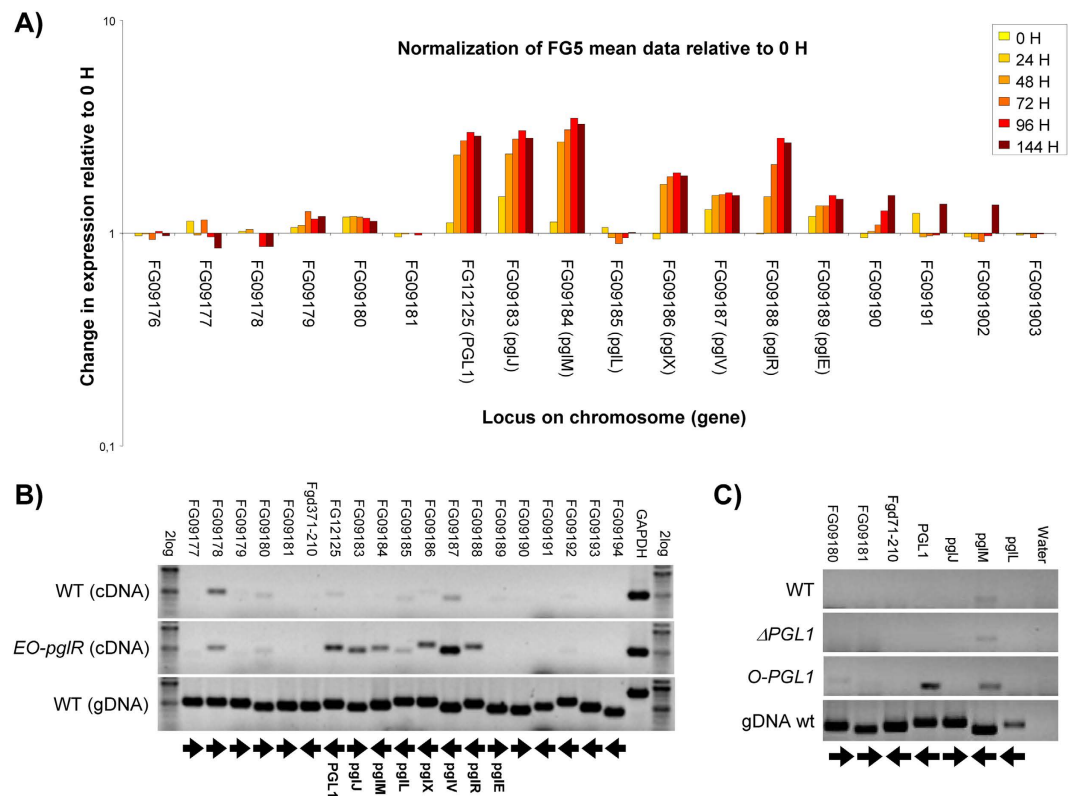 A)
Normalization of FG5 mean data relative to 0 H
Change in expression relative to 0 H
10
1
0,1
0 H
24 H
48 H
72 H
96 H
144 H
FG09176
FG09177
FG09178
FG09179
FG09180
FG09181
FG12125 (PGL1)
FG09183 (pglJ)
FG09184 (pglM)
FG09185 (pglL)
FG09186 (pglX)
FG09187 (pglV)
FG09188 (pglR)
FG09189 (pglE)
FG09190
FG09191
FG091902
FG091903
Locus on chromosome (gene)
B)
2log
FG09177
FG09178
FG09179
FG09180
FG09181
Fgd371-210
FG12125
FG09183
FG09184
FG09185
FG09186
FG09187
FG09188
FG09189
FG09190
FG09191
FG09192
FG09193
FG09194
GAPDH
2log
WT (cDNA)
EO-pglR (cDNA)
WT (gDNA)
PGL1
pglJ
pglM
pglL
pglX
pglV
pglR
pglE
C)
FG09180
FG09181
Fgd71-210
PGL1
pglJ
pglM
pglL
Water
WT
ΔPGL1
O-PGL1
gDNA wt